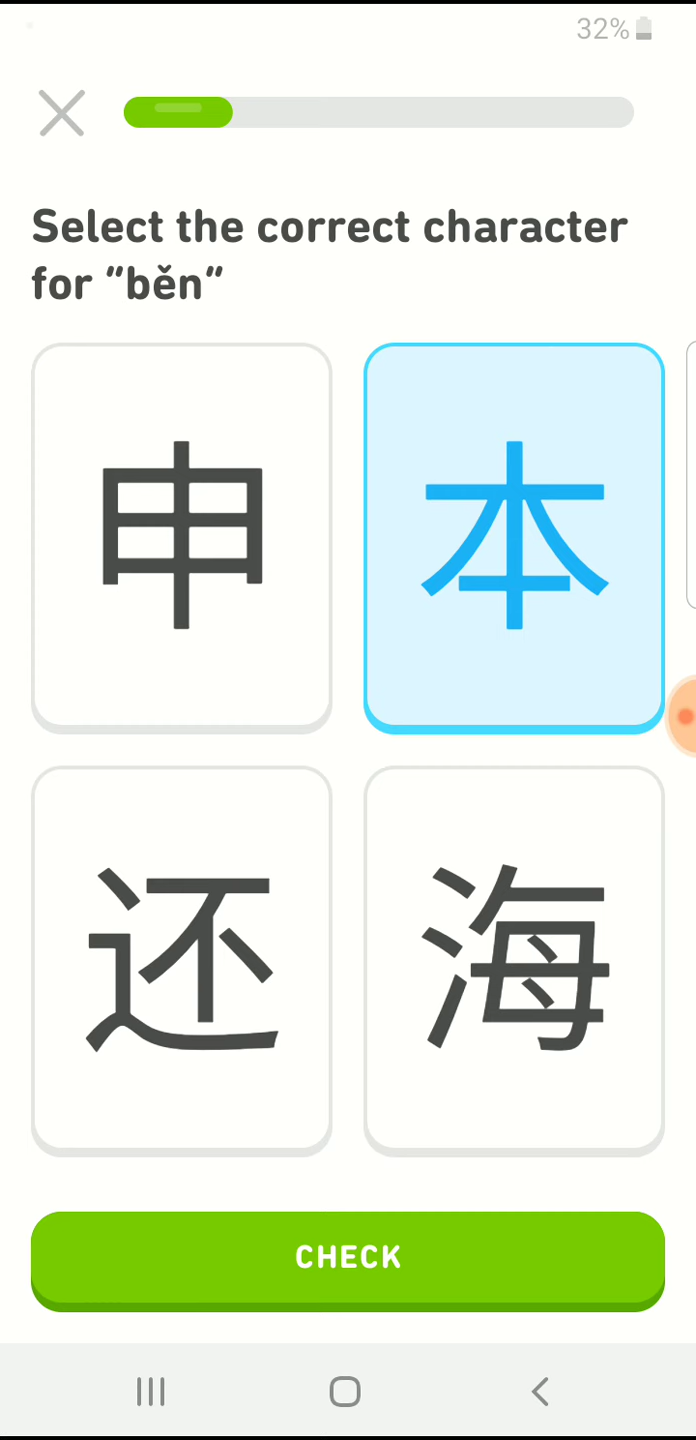 32%
Select the correct character
for "běn"
申 本
还 海
CHECK